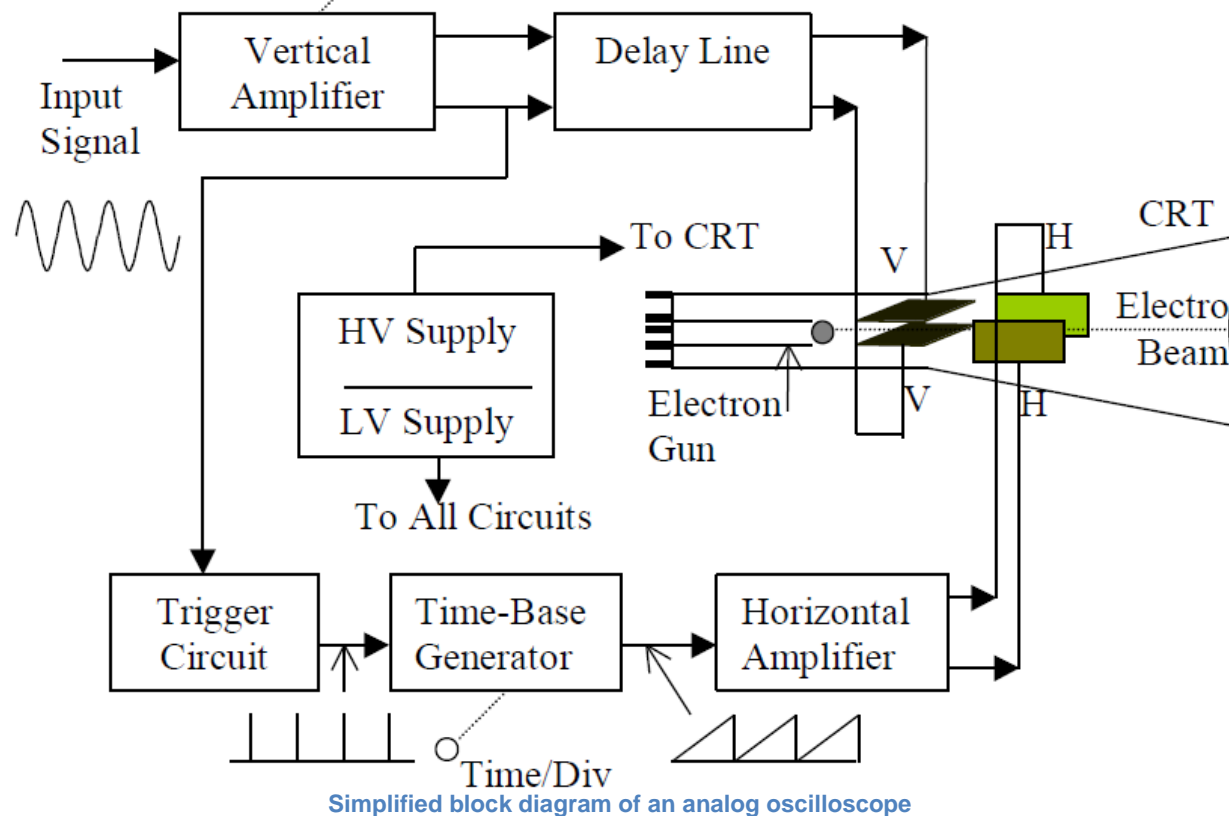 Vertical
Amplifier
Delay Line
Input
Signal
To CRT
V
H
CRT
HV Supply
LV Supply
Electro
Beam
Electron
Gun
V
H
To All Circuits
Trigger
Circuit
Time-Base
Generator
Horizontal
Amplifier
Time/Div
Simplified block diagram of an analog oscilloscope